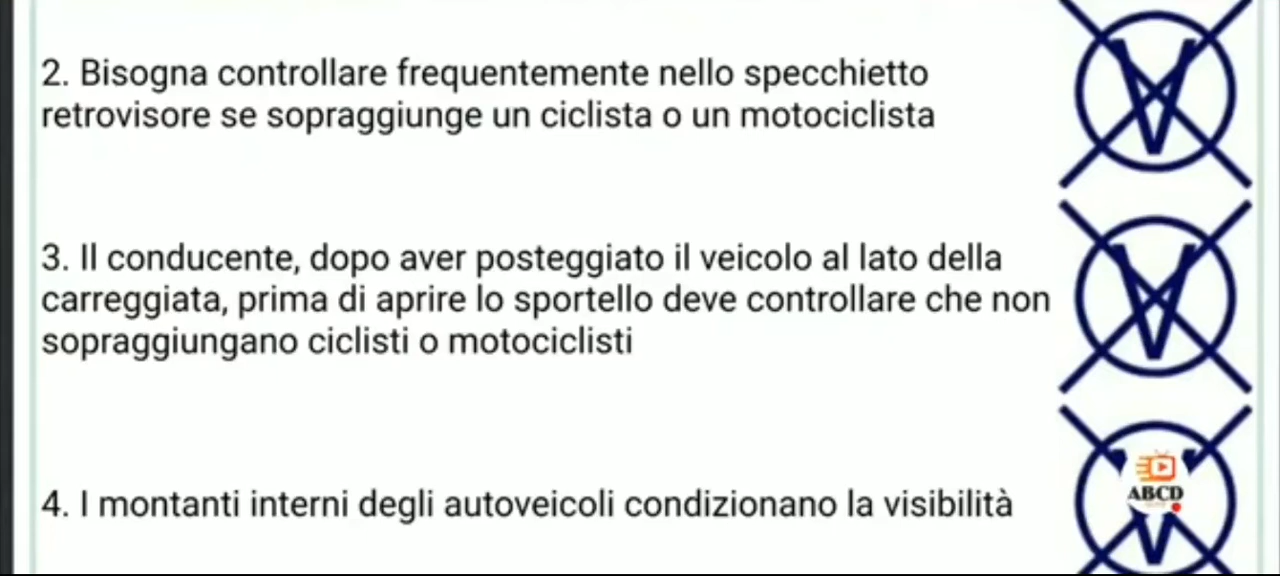 2. Bisogna controllare frequentemente nello specchietto
retrovisore se sopraggiunge un ciclista o un motociclista
V
3. Il conducente, dopo aver posteggiato il veicolo al lato della
carreggiata, prima di aprire lo sportello deve controllare che non
sopraggiungano ciclisti o motociclisti
V
4. I montanti interni degli autoveicoli condizionano la visibilità
V
ABCD